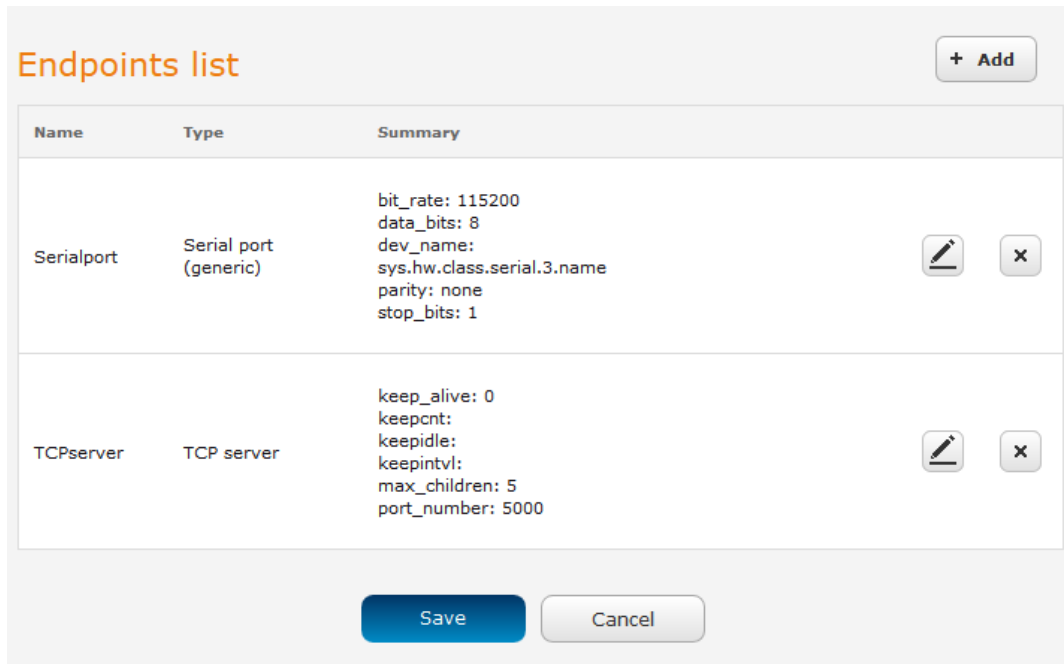 Endpoints list
+ Add
Name Type Summary
Serialport
Serial port
(generic)
bit_rate: 115200
data_bits: 8
dev_name:
sys.hw.class.serial.3.name
parity: none
stop_bits: 1
TCPserver
TCP server
keep_alive: 0
keepcnt:
keepidle:
keepintvl:
max_children: 5
port_number: 5000
Save
Cancel